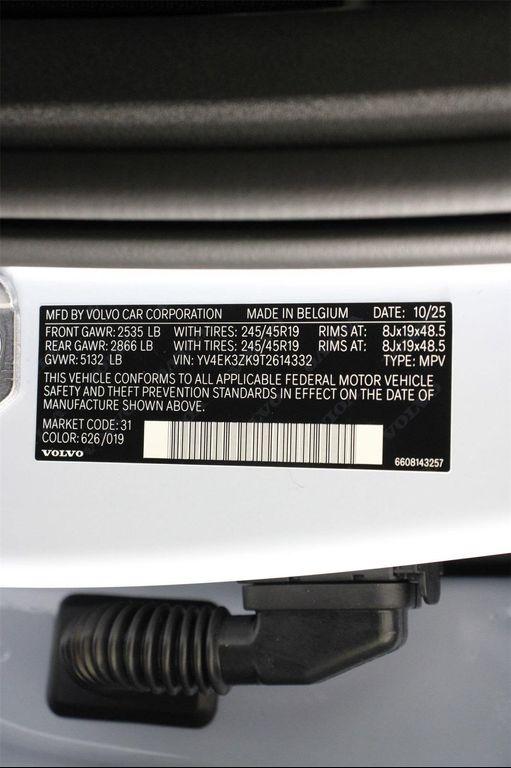 MFD BY VOLVO CAR CORPORATION MADE IN BELGIUM DATE: 10/25
FRONT GAWR: 2535 LB WITH TIRES: 245/45R19 RIMS AT: 8Jx19x48.5
REAR GAWR: 2866 LB WITH TIRES: 245/45R19 RIMS AT: 8Jx19x48.5
GVWR: 5132 LB VIN: YV4EK3ZK9T2614332 TYPE: MPV
THIS VEHICLE CONFORMS TO ALL APPLICABLE FEDERAL MOTOR VEHICLE
SAFETY AND THEFT PREVENTION STANDARDS IN EFFECT ON THE DATE OF
MANUFACTURE SHOWN ABOVE.
MARKET CODE: 31
COLOR: 626/019
VOLVO
6608143257